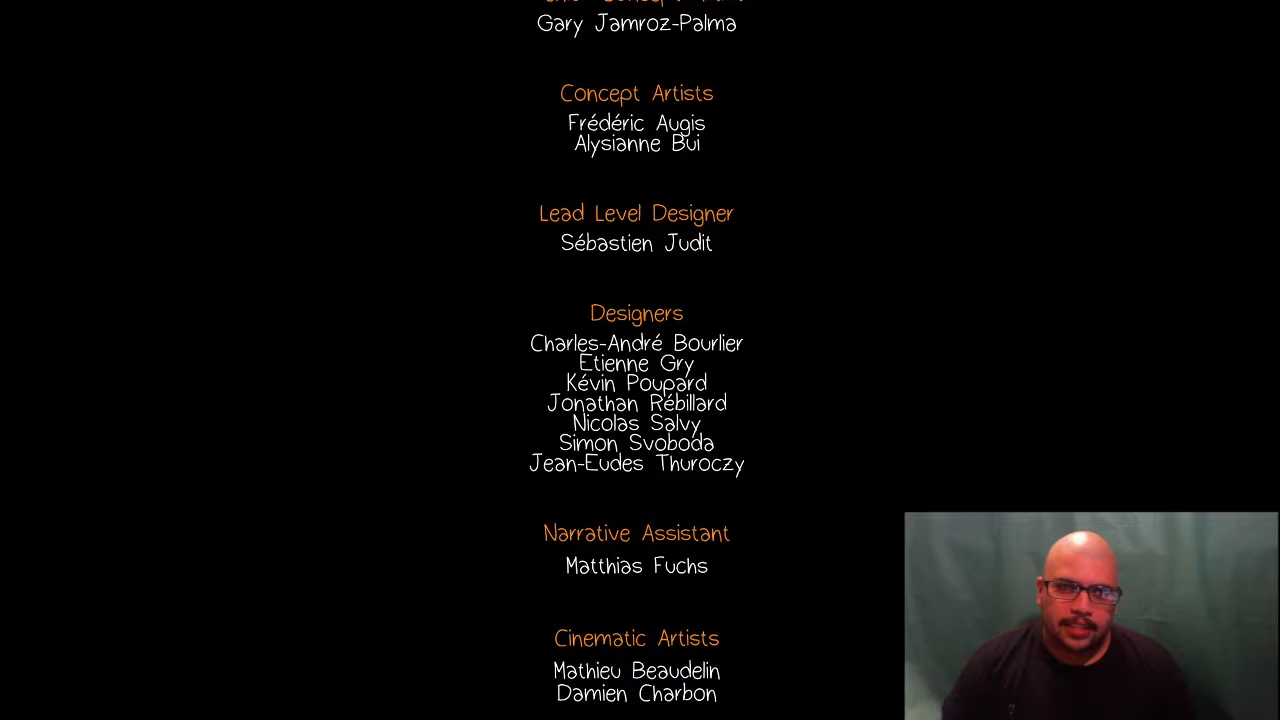 Gary Jamroz-Palma
Concept Artists
Frédéric Augis
Alysianne Bui
Lead Level Designer
Sébastien Judit
Designers
Charles-André Bourlier
Etienne Gry
Kévin Poupard
Jonathan Rébillard
Nicolas Salvy
Simon Svoboda
Jean-Eudes Thuroczy
Narrative Assistant
Matthias Fuchs
Cinematic Artists
Mathieu Beaudelin
Damien Charbon